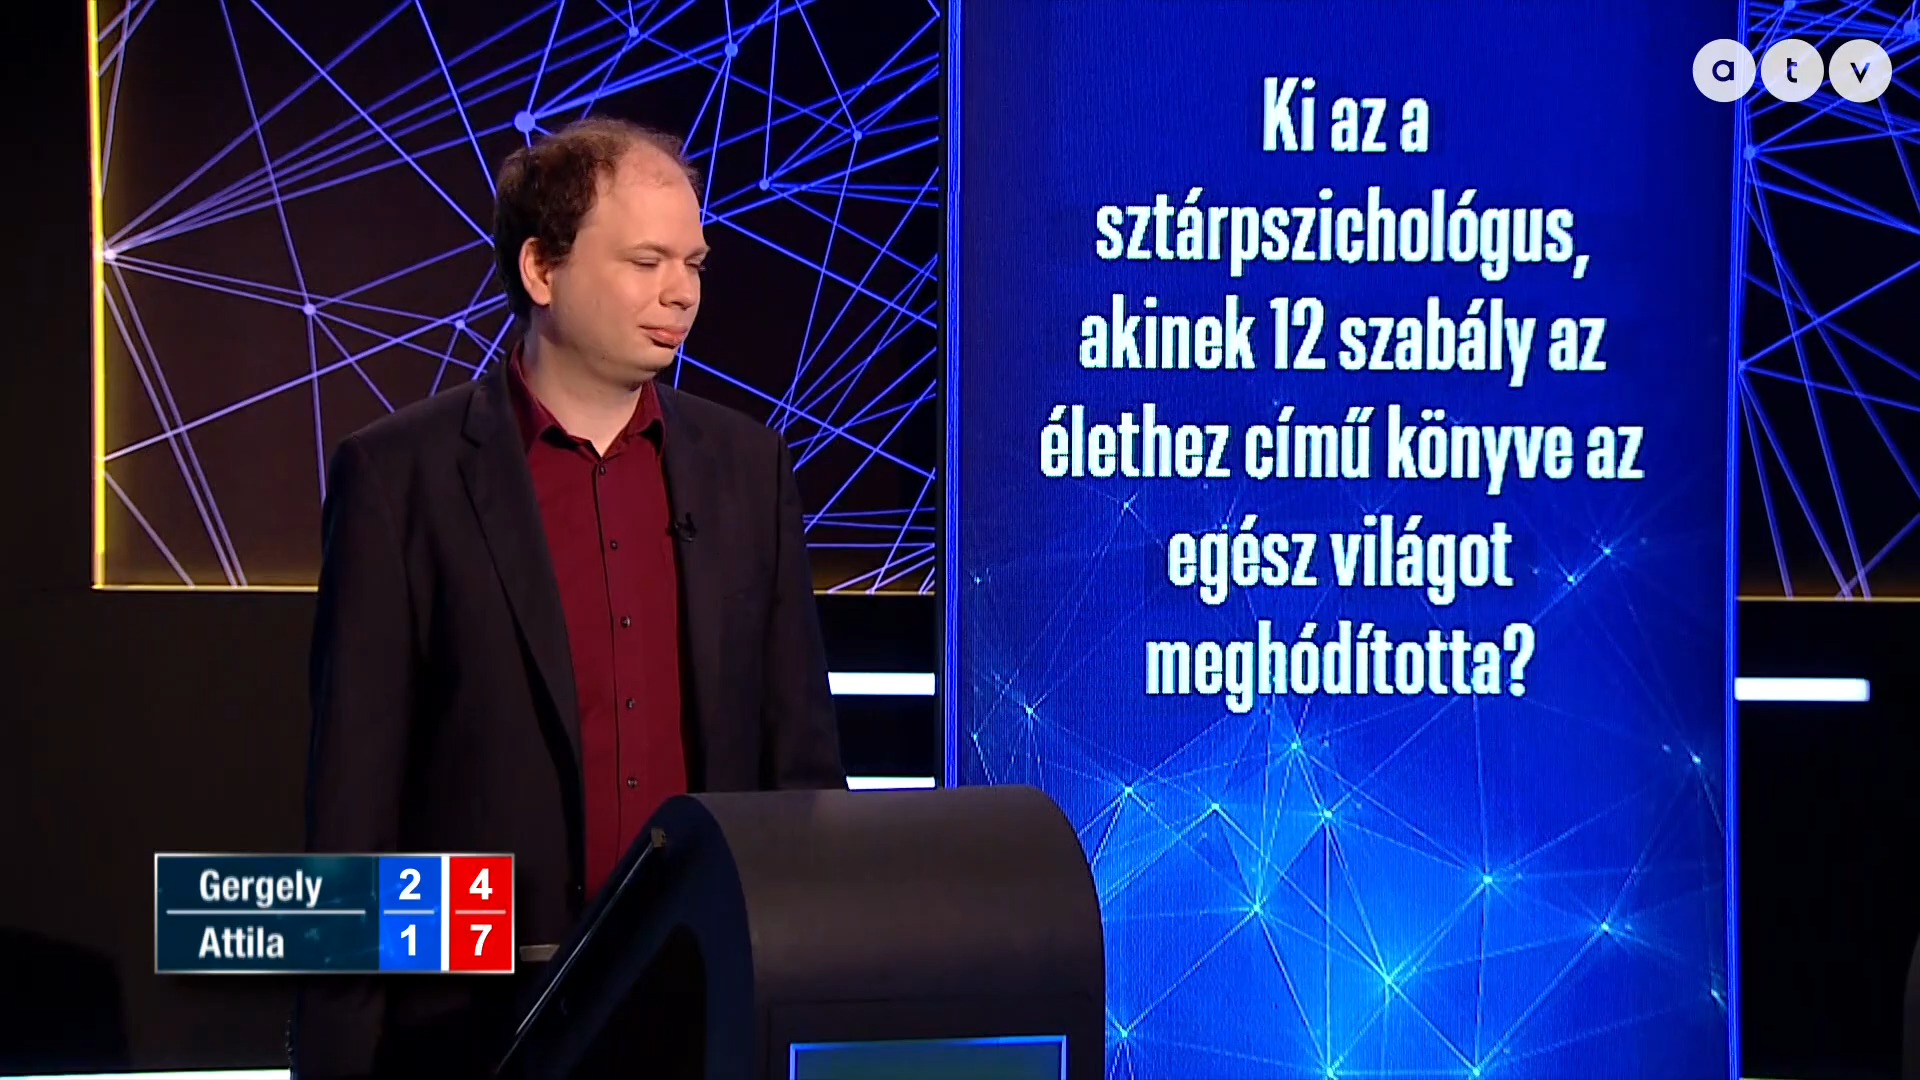 a t v
Ki az a
sztárpszichológus,
akinek 12 szabály az
élethez című könyve az
egész világot
meghódította?
Gergely 2 4
Attila 1 7